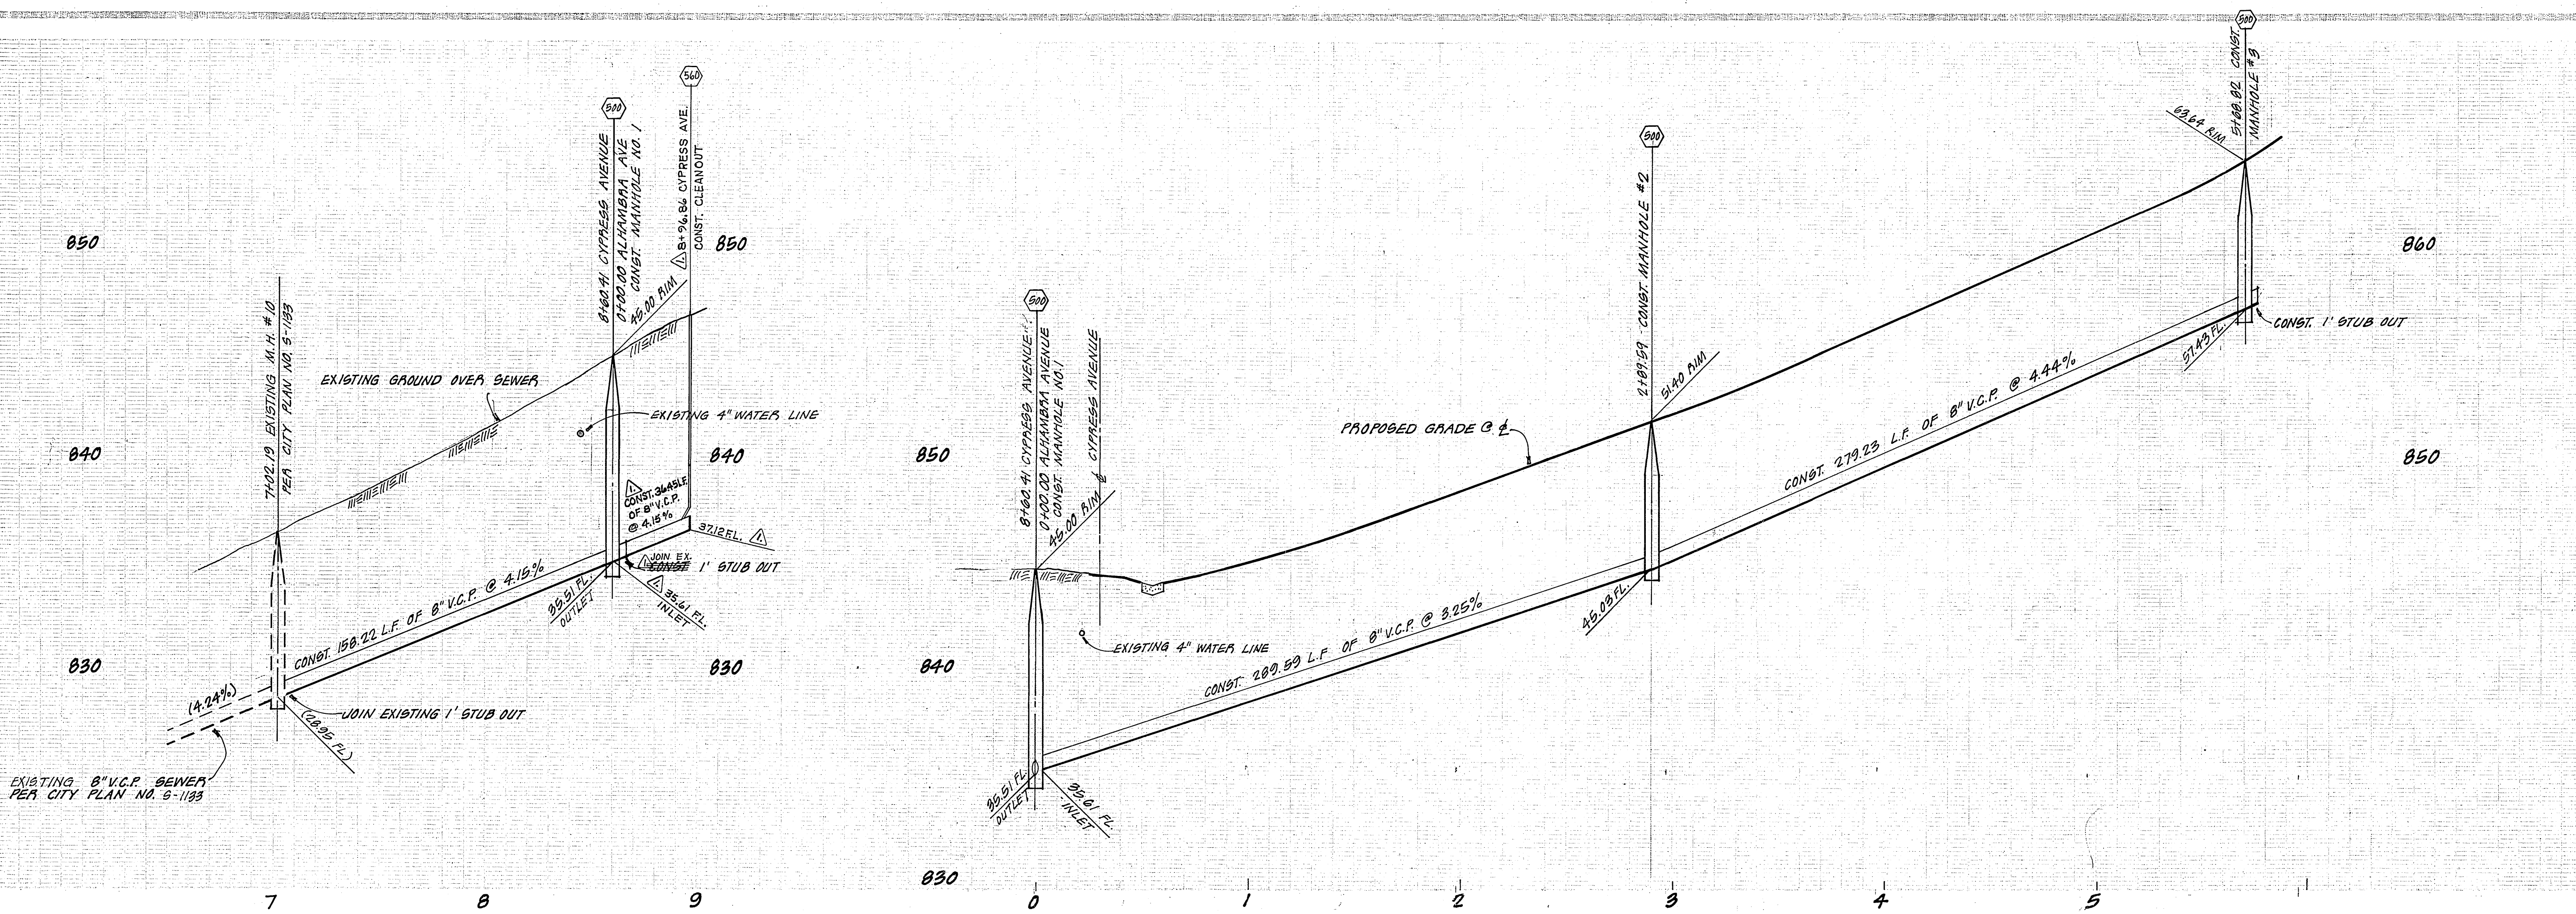 850
840
830
7+02.19 EXISTING M.H. #10
PER CITY PLAN NO. S-1133
EXISTING GROUND OVER SEWER
(4.24%)
EXISTING 8" V.C.P. SEWER
PER CITY PLAN NO. S-1133
CONST. 158.22 L.F. OF 8" V.C.P. @ 4.15%
JOIN EXISTING 1' STUB OUT
(28.95 FL)
500
8+60.41 CYPRESS AVENUE
0+00.00 ALHAMBRA AVE
CONST. MANHOLE NO. 1
45.00 RIM
560
1. 8+96.86 CYPRESS AVE.
CONST. CLEANOUT
EXISTING 4" WATER LINE
1.
CONST. 36.45 L.F.
OF 8" V.C.P.
@ 4.15%
37.12 F.L. 1.
1. JOIN EX.
CONST 1' STUB OUT
35.51 FL.
OUTLET
1. 35.61 F.L.
INLET
850
840
830
7
8
9
850
840
830
500
8+60.41 CYPRESS AVENUE
0+00.00 ALHAMBRA AVENUE
CONST. MANHOLE NO. 1
45.00 RIM
℄ CYPRESS AVENUE
EXISTING 4" WATER LINE
35.51 FL.
OUTLET
35.61 FL.
INLET
CONST. 289.59 L.F. OF 8" V.C.P. @ 3.25%
PROPOSED GRADE @ ℄
500
2+89.59 CONST. MANHOLE #2
51.40 RIM
45.03 FL.
CONST. 279.23 L.F. OF 8" V.C.P. @ 4.44%
500
5+68.82 CONST.
MANHOLE #3
63.64 RIM
57.43 FL.
CONST. 1' STUB OUT
860
850
0
1
2
3
4
5